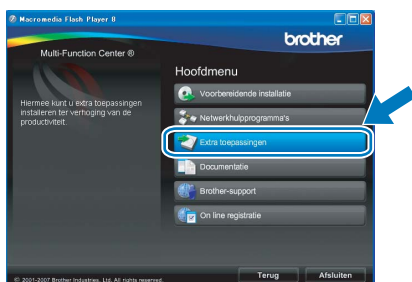 Macromedia Flash Player 8
brother
Multi-Function Center ®
Hoofdmenu
Hiermee kunt u extra toepassingen
installeren ter verhoging van de
productiviteit.
Voorbereidende installatie
Netwerkhulpprogramma's
Extra toepassingen
Documentatie
Brother-support
On line registratie
© 2001-2007 Brother Industries, Ltd. All rights reserved.
Terug
Afsluiten